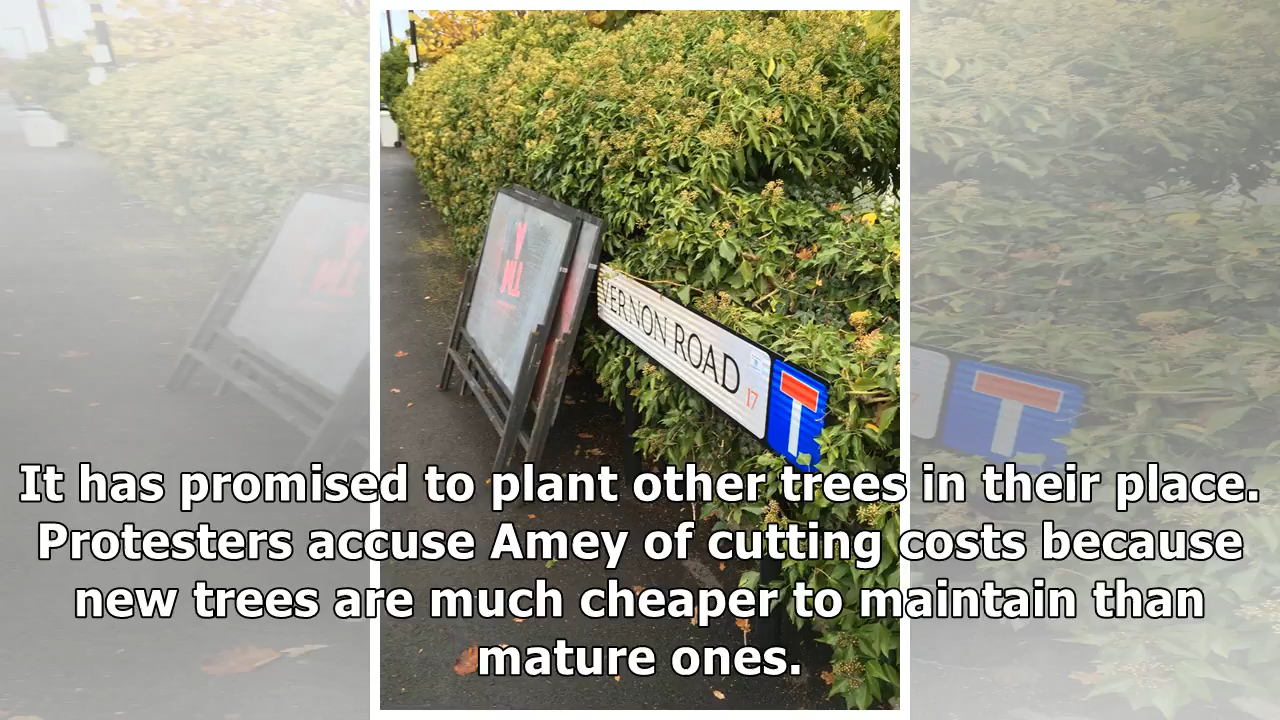 VERNON ROAD
17
It has promised to plant other trees in their place.
Protesters accuse Amey of cutting costs because
new trees are much cheaper to maintain than
mature ones.